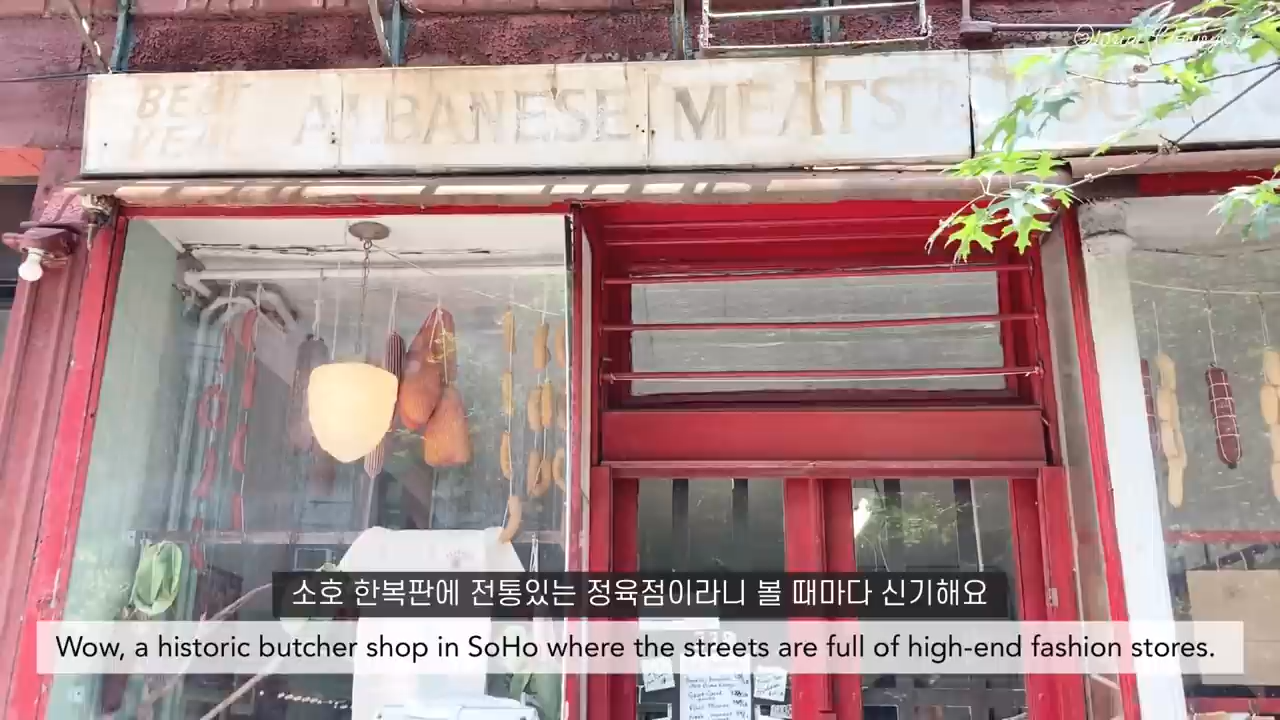 BEST
VEAL
ALBANESE MEATS
소호 한복판에 전통있는 정육점이라니 볼 때마다 신기해요
Wow, a historic butcher shop in SoHo where the streets are full of high-end fashion stores.